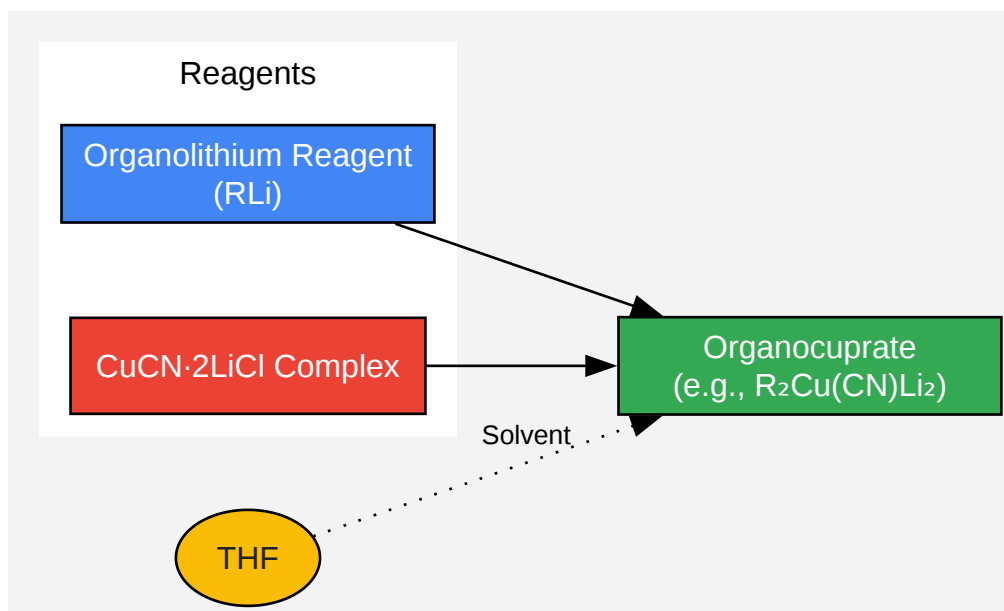 Reagents
Organolithium Reagent
(RLi)
CuCN·2LiCl Complex
Organocuprate
(e.g., R₂Cu(CN)Li₂)
Solvent
THF